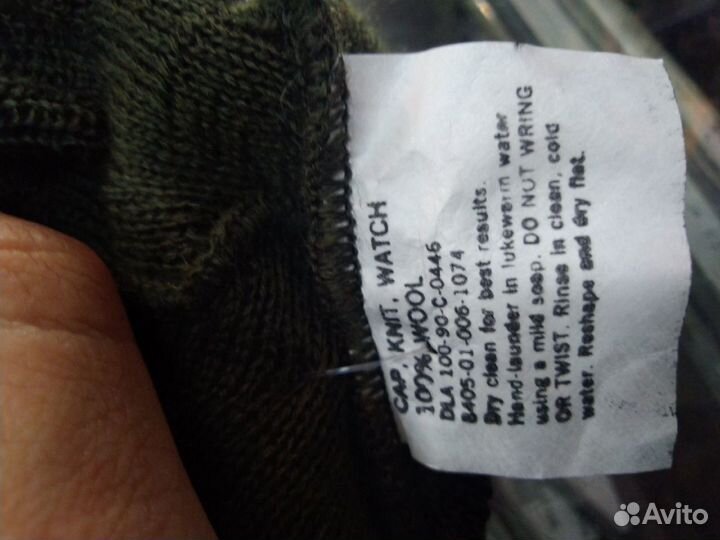 CAP, KNIT, WATCH
100% WOOL
DLA 100-90-C-0446
8405-01-006-1074
Dry clean for best results.
Hand-launder in lukewarm water
using a mild soap. DO NOT WRING
OR TWIST. Rinse in clean, cold
water. Reshape and dry flat.
Avito